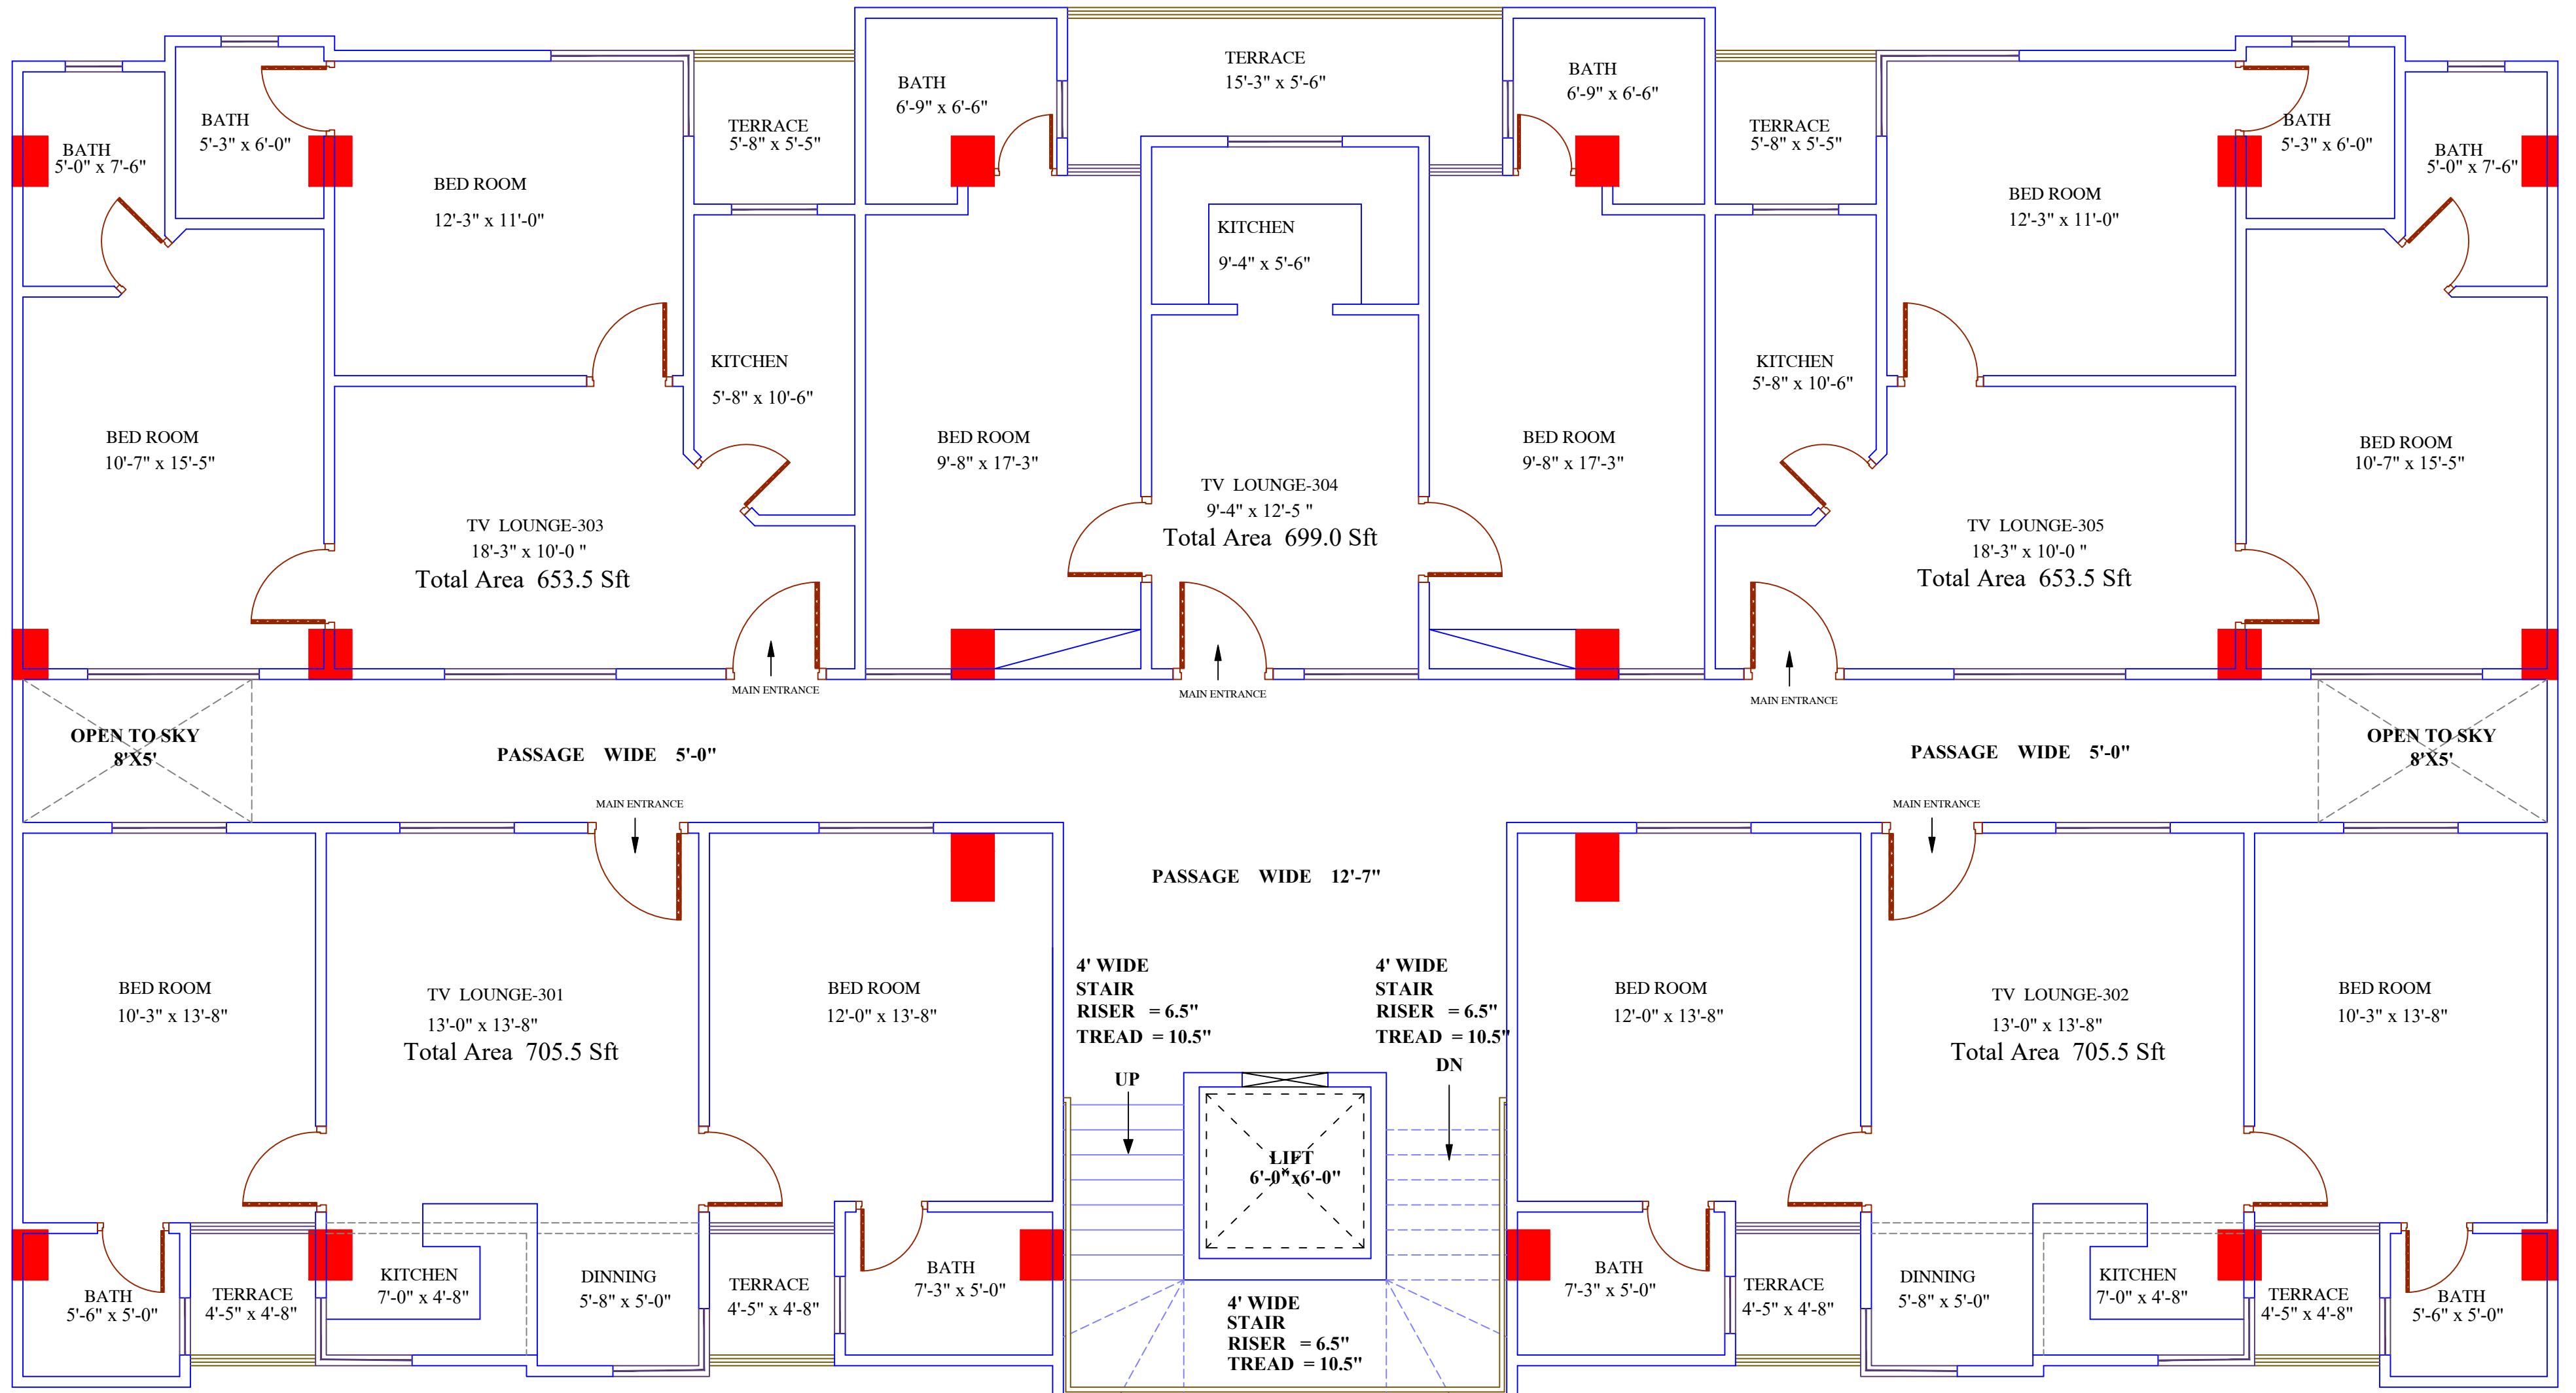 BATH
5'-0" x 7'-6"
BATH
5'-3" x 6'-0"
BED ROOM
12'-3" x 11'-0"
TERRACE
5'-8" x 5'-5"
BATH
6'-9" x 6'-6"
TERRACE
15'-3" x 5'-6"
BATH
6'-9" x 6'-6"
TERRACE
5'-8" x 5'-5"
BED ROOM
12'-3" x 11'-0"
BATH
5'-3" x 6'-0"
BATH
5'-0" x 7'-6"
KITCHEN
9'-4" x 5'-6"
KITCHEN
5'-8" x 10'-6"
KITCHEN
5'-8" x 10'-6"
BED ROOM
10'-7" x 15'-5"
TV LOUNGE-303
18'-3" x 10'-0 "
Total Area 653.5 Sft
BED ROOM
9'-8" x 17'-3"
TV LOUNGE-304
9'-4" x 12'-5 "
Total Area 699.0 Sft
BED ROOM
9'-8" x 17'-3"
TV LOUNGE-305
18'-3" x 10'-0 "
Total Area 653.5 Sft
BED ROOM
10'-7" x 15'-5"
MAIN ENTRANCE
MAIN ENTRANCE
MAIN ENTRANCE
OPEN TO SKY
8'X5'
PASSAGE WIDE 5'-0"
PASSAGE WIDE 5'-0"
OPEN TO SKY
8'X5'
MAIN ENTRANCE
MAIN ENTRANCE
PASSAGE WIDE 12'-7"
BED ROOM
10'-3" x 13'-8"
TV LOUNGE-301
13'-0" x 13'-8"
Total Area 705.5 Sft
BED ROOM
12'-0" x 13'-8"
4' WIDE
STAIR
RISER = 6.5"
TREAD = 10.5"
UP
4' WIDE
STAIR
RISER = 6.5"
TREAD = 10.5"
DN
BED ROOM
12'-0" x 13'-8"
TV LOUNGE-302
13'-0" x 13'-8"
Total Area 705.5 Sft
BED ROOM
10'-3" x 13'-8"
LIFT
6'-0"x6'-0"
BATH
5'-6" x 5'-0"
TERRACE
4'-5" x 4'-8"
KITCHEN
7'-0" x 4'-8"
DINNING
5'-8" x 5'-0"
TERRACE
4'-5" x 4'-8"
BATH
7'-3" x 5'-0"
4' WIDE
STAIR
RISER = 6.5"
TREAD = 10.5"
BATH
7'-3" x 5'-0"
TERRACE
4'-5" x 4'-8"
DINNING
5'-8" x 5'-0"
KITCHEN
7'-0" x 4'-8"
TERRACE
4'-5" x 4'-8"
BATH
5'-6" x 5'-0"